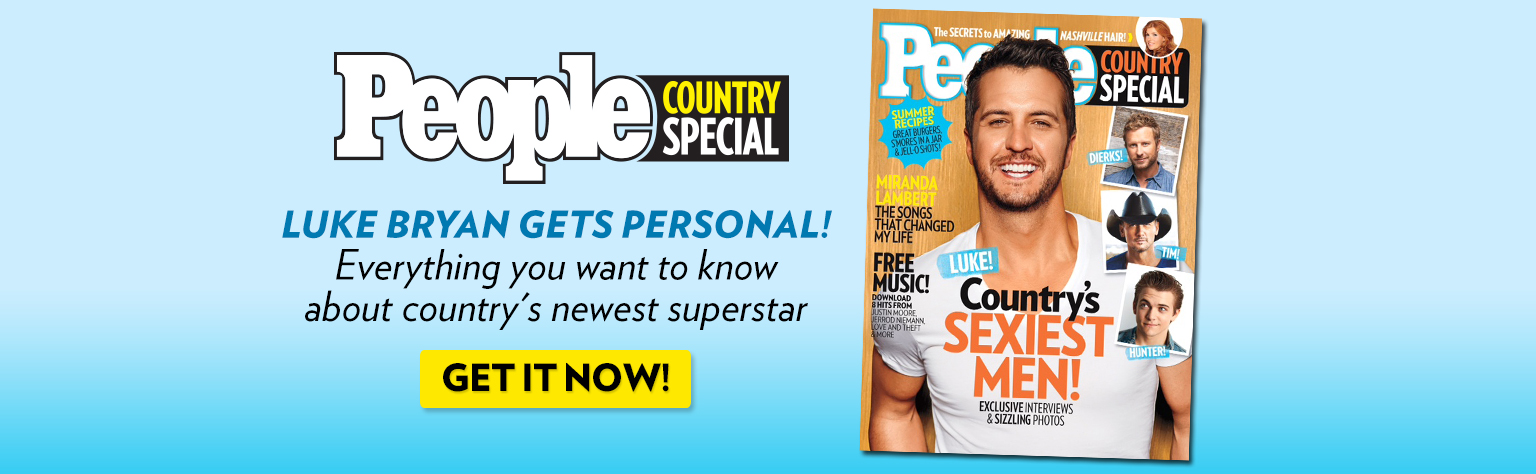 People
COUNTRY
SPECIAL
LUKE BRYAN GETS PERSONAL!
Everything you want to know
about country's newest superstar
GET IT NOW!
The SECRETS to AMAZING NASHVILLE HAIR!
People
COUNTRY
SPECIAL
SUMMER
RECIPES
GREAT BURGERS,
S'MORES IN A JAR
& JELL-O SHOTS!
DIERKS!
MIRANDA
LAMBERT
THE SONGS
THAT CHANGED
MY LIFE
TIM!
LUKE!
FREE
MUSIC!
DOWNLOAD
8 HITS FROM
JUSTIN MOORE,
JERROD NIEMANN,
LOVE AND THEFT
& MORE
Country's
SEXIEST
MEN!
HUNTER!
EXCLUSIVE INTERVIEWS
& SIZZLING PHOTOS